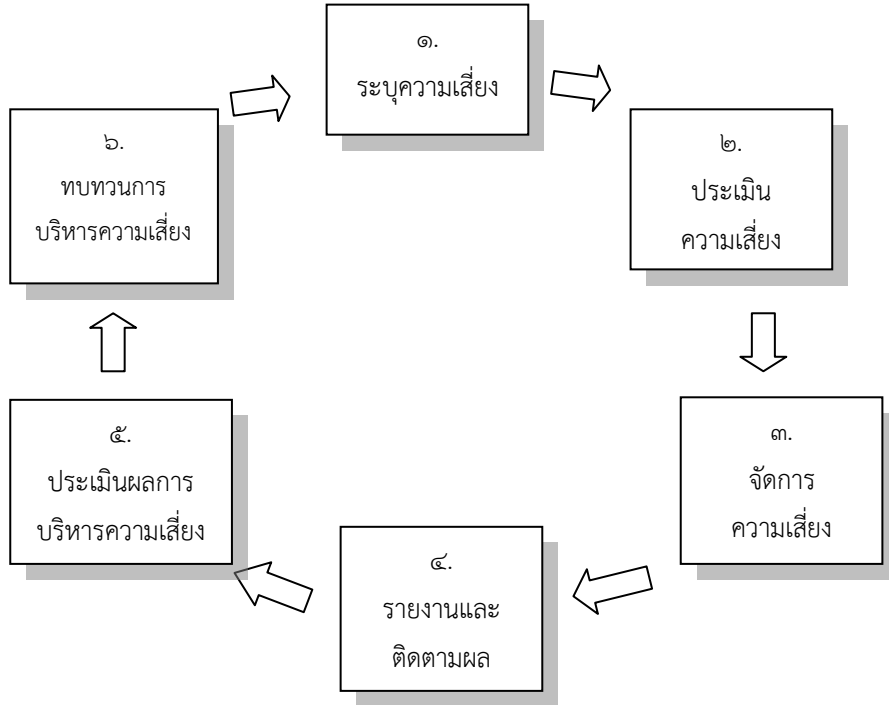 ๑.
ระบุความเสี่ยง
๒.
ประเมิน
ความเสี่ยง
๓.
จัดการ
ความเสี่ยง
๔.
รายงานและ
ติดตามผล
๕.
ประเมินผลการ
บริหารความเสี่ยง
๖.
ทบทวนการ
บริหารความเสี่ยง